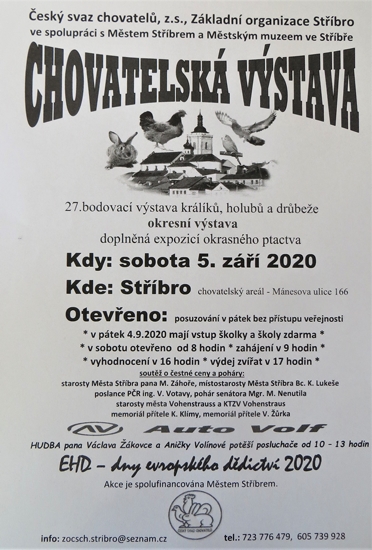 Český svaz chovatelů, z.s., Základní organizace Stříbro
ve spolupráci s Městem Stříbrem a Městským muzeem ve Stříbře
CHOVATELSKÁ VÝSTAVA
27.bodovací výstava králíků, holubů a drůbeže
okresní výstava
doplněná expozicí okrasného ptactva
Kdy: sobota 5. září 2020
Kde: Stříbro chovatelský areál - Mánesova ulice 166
Otevřeno: posuzování v pátek bez přístupu veřejnosti
* v pátek 4.9.2020 mají vstup školky a školy zdarma *
* v sobotu otevřeno od 8 hodin * zahájení v 9 hodin *
* vyhodnocení v 16 hodin * výdej zvířat v 17 hodin *
soutěž o čestné ceny a poháry:
starosty Města Stříbra pana M. Záhoře, místostarosty Města Stříbra Bc. K. Lukeše
poslance PČR ing. V. Votavy, pohár senátora Mgr. M. Nenutila
starosty města Vohenstrauss a KTZV Vohenstraus
memoriál přítele K. Klímy, memoriál přítele V. Žůrka
Auto Volf
HUDBA pana Václava Žákovce a Aničky Volínové potěší posluchače od 10 - 13 hodin
EHD - dny evropského dědictví 2020
Akce je spolufinancována Městem Stříbrem.
info: zocsch.stribro@seznam.cz tel.: 723 776 479, 605 739 928